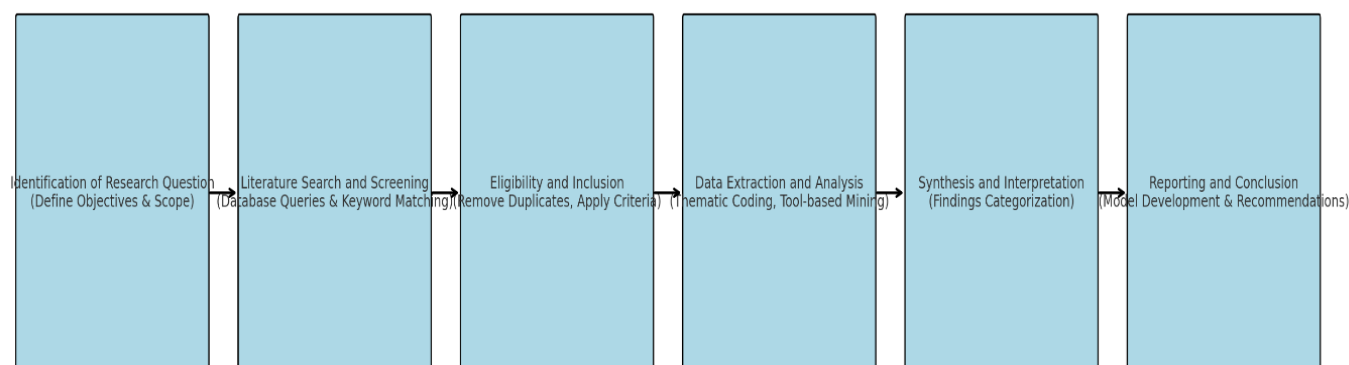 Identification of Research Question
(Define Objectives & Scope)
Literature Search and Screening
(Database Queries & Keyword Matching)
Eligibility and Inclusion
(Remove Duplicates, Apply Criteria)
Data Extraction and Analysis
(Thematic Coding, Tool-based Mining)
Synthesis and Interpretation
(Findings Categorization)
Reporting and Conclusion
(Model Development & Recommendations)